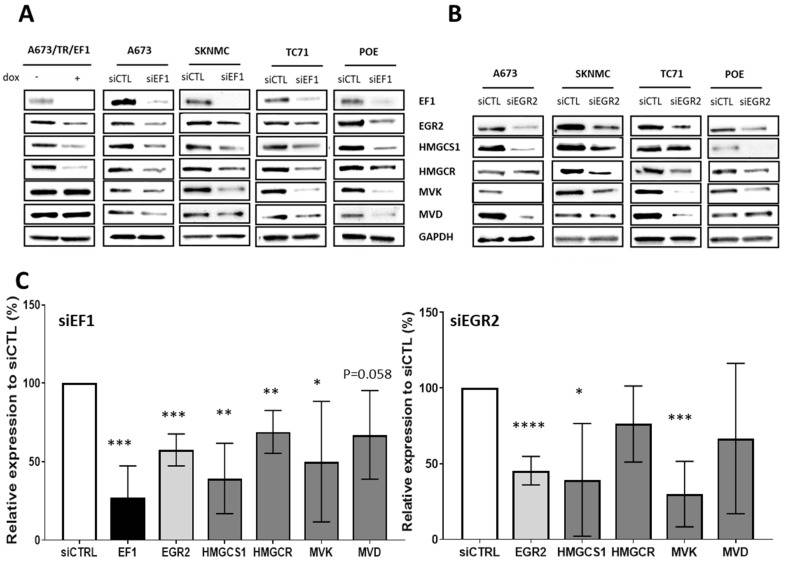 A
A673/TR/EF1 A673 SKNMC TC71 POE
dox - + siCTL siEF1 siCTL siEF1 siCTL siEF1 siCTL siEF1
EF1
EGR2
HMGCS1
HMGCR
MVK
MVD
GAPDH
B
A673 SKNMC TC71 POE
siCTL siEGR2 siCTL siEGR2 siCTL siEGR2 siCTL siEGR2
C
Relative expression to siCTL (%)
siEF1
150
100
50
0
*** *** ** ** * P=0.058
siCTRL EF1 EGR2 HMGCS1 HMGCR MVK MVD
Relative expression to siCTL (%)
siEGR2
150
100
50
0
**** * ***
siCTRL EGR2 HMGCS1 HMGCR MVK MVD